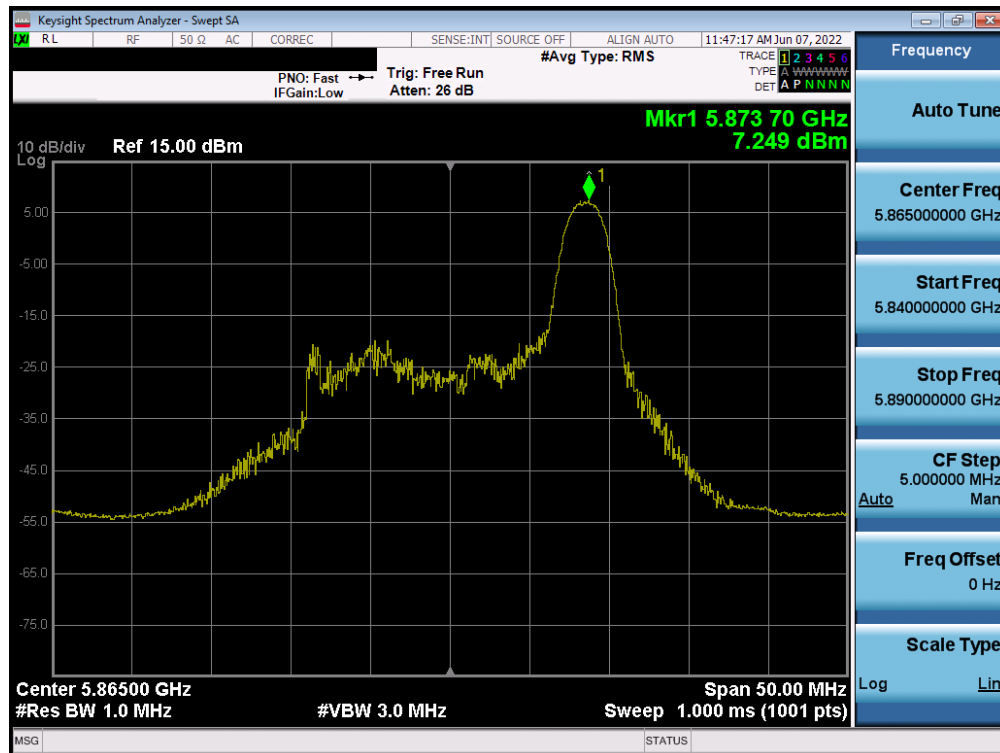 Keysight Spectrum Analyzer - Swept SA
LXI RL RF 50 Ω AC CORREC SENSE:INT SOURCE OFF ALIGN AUTO 11:47:17 AM Jun 07, 2022
#Avg Type: RMS
TRACE 1 2 3 4 5 6
PNO: Fast Trig: Free Run
TYPE A WWWWW
IFGain:Low Atten: 26 dB
DET A P N N N N
Mkr1 5.873 70 GHz
7.249 dBm
10 dB/div Ref 15.00 dBm
Log
1
5.00
-5.00
-15.0
-25.0
-35.0
-45.0
-55.0
-65.0
-75.0
Center 5.86500 GHz Span 50.00 MHz
#Res BW 1.0 MHz #VBW 3.0 MHz Sweep 1.000 ms (1001 pts)
MSG STATUS
Frequency
Auto Tune
Center Freq
5.865000000 GHz
Start Freq
5.840000000 GHz
Stop Freq
5.890000000 GHz
CF Step
5.000000 MHz
Auto Man
Freq Offset
0 Hz
Scale Type
Log Lin